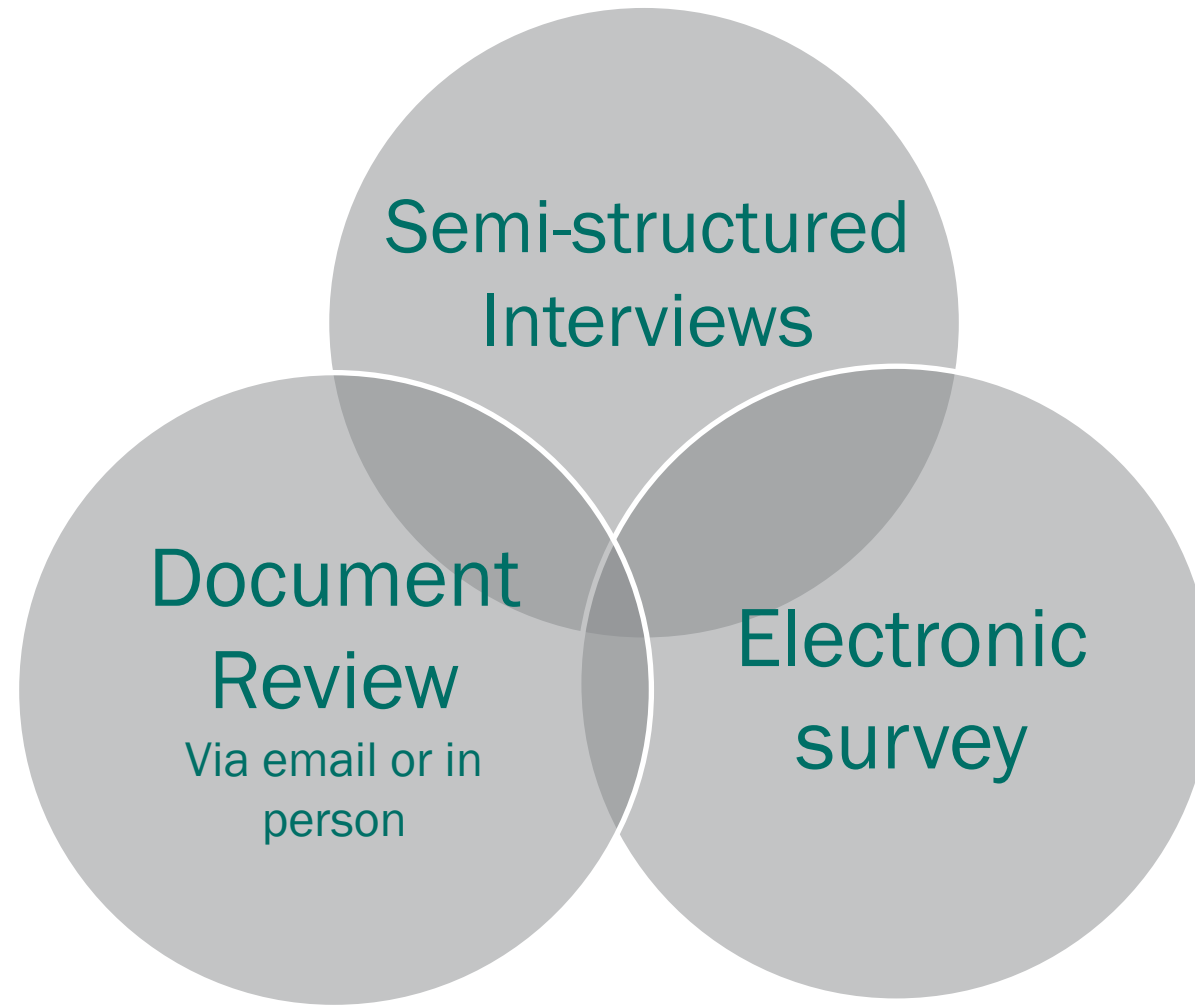 Semi-structured
Interviews
Document
Review
Via email or in
person
Electronic
survey